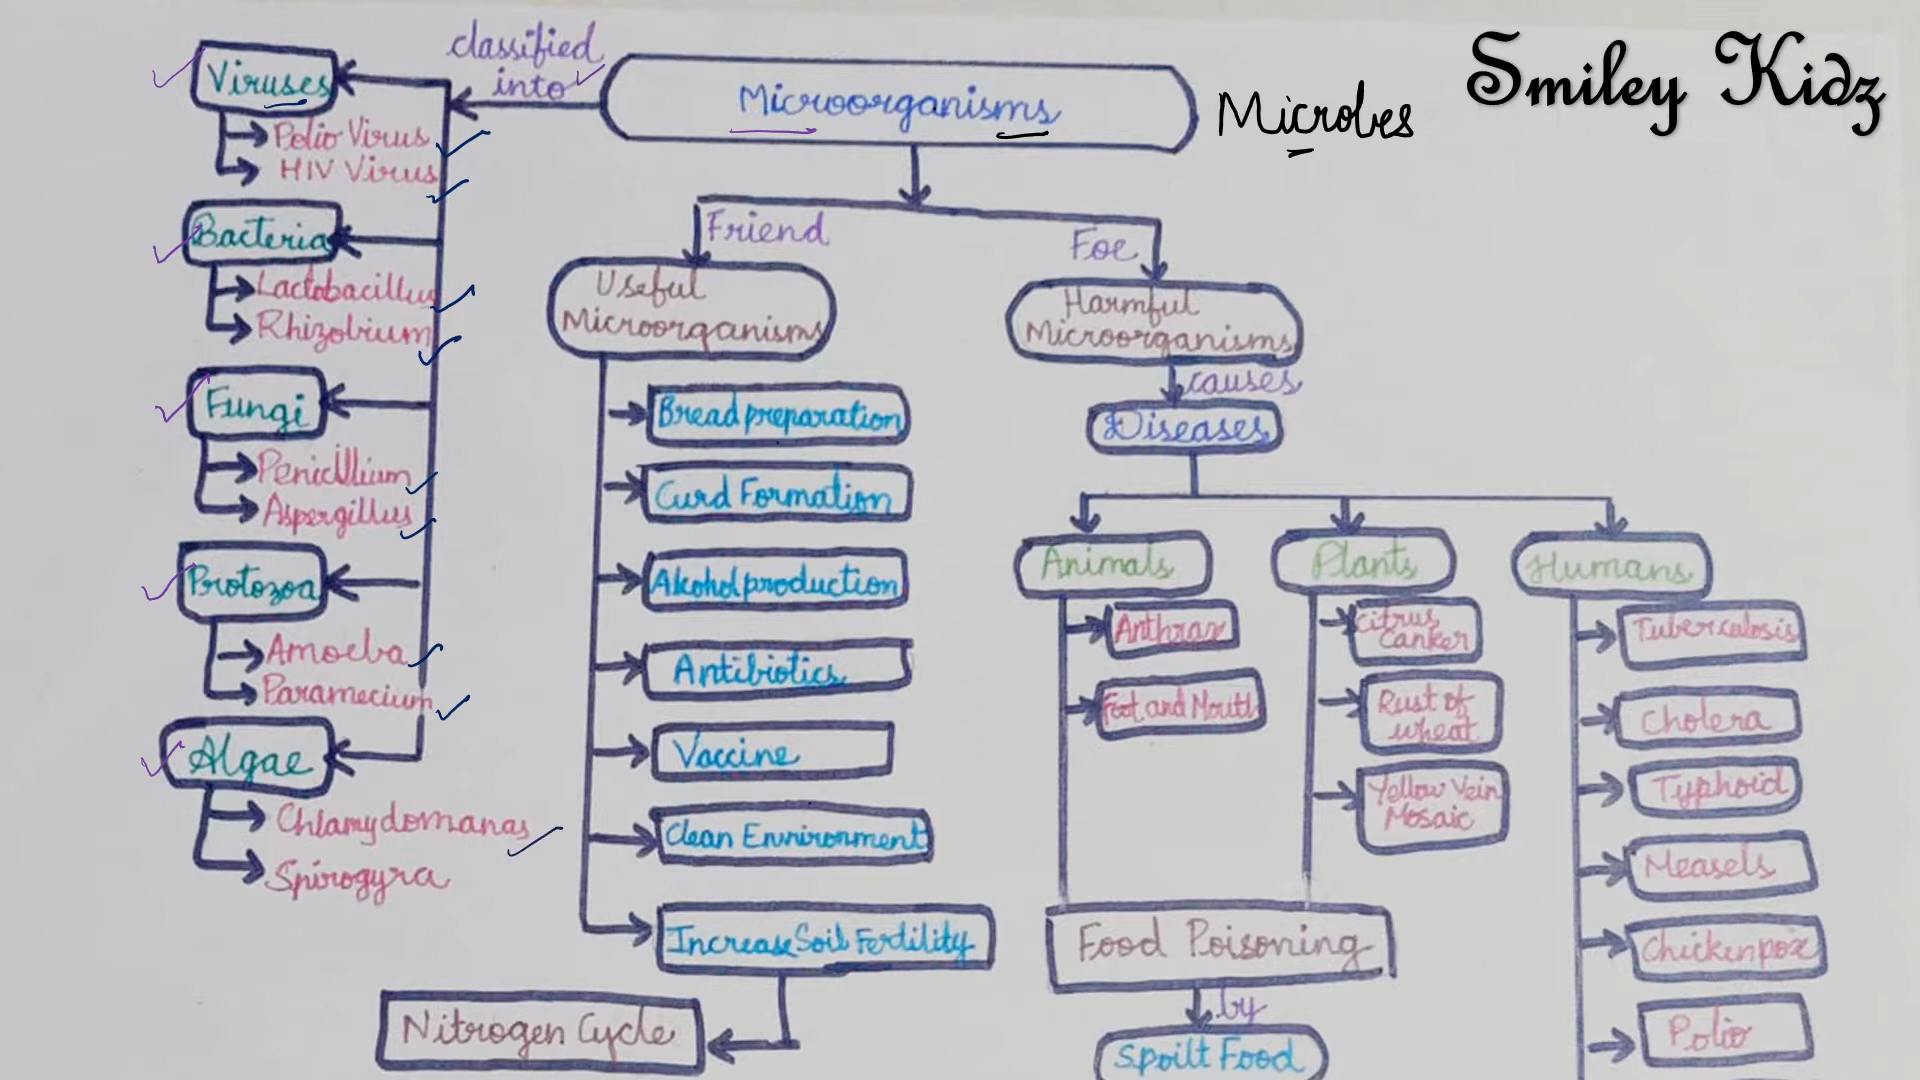 Smiley Kidz
classified
into
Microorganisms
Microbes
Viruses
Polio Virus
HIV Virus
Bacteria
Lactobacillus
Rhizobium
Fungi
Penicillium
Aspergillus
Protozoa
Amoeba
Paramecium
Algae
Chlamydomanas
Spirogyra
Friend
Useful
Microorganisms
Bread preparation
Curd Formation
Alcohol production
Antibiotics
Vaccine
Clean Environment
Increase Soil Fertility
Nitrogen Cycle
Foe
Harmful
Microorganisms
causes
Diseases
Animals
Anthrax
Foot and Mouth
Plants
Citrus
Canker
Rust of
wheat
Yellow Vein
Mosaic
Food Poisoning
by
Spoilt Food
Humans
Tuberculosis
Cholera
Typhoid
Measels
Chickenpox
Polio